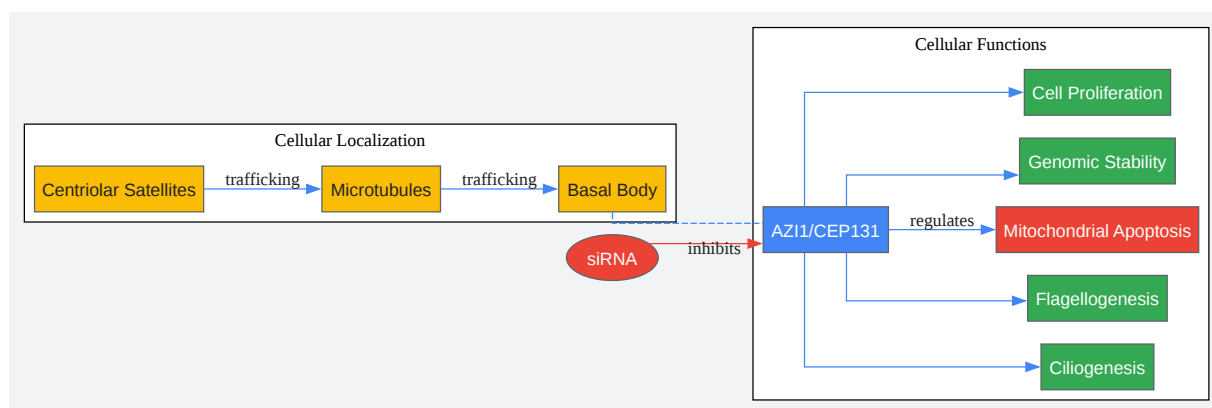 Cellular Functions
Cell Proliferation
Cellular Localization
Genomic Stability
Centriolar Satellites
trafficking
Microtubules
trafficking
Basal Body
AZI1/CEP131
regulates
Mitochondrial Apoptosis
siRNA
inhibits
Flagellogenesis
Ciliogenesis